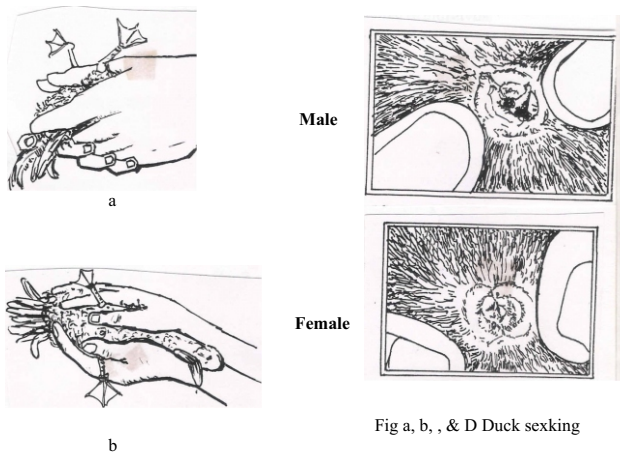 a
Male
b
Female
Fig a, b, , & D Duck sexking